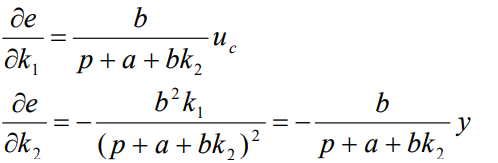 ∂e/∂k₁ = b/(p + a + bk₂) u_c
∂e/∂k₂ = − b²k₁/(p + a + bk₂)² = − b/(p + a + bk₂) y